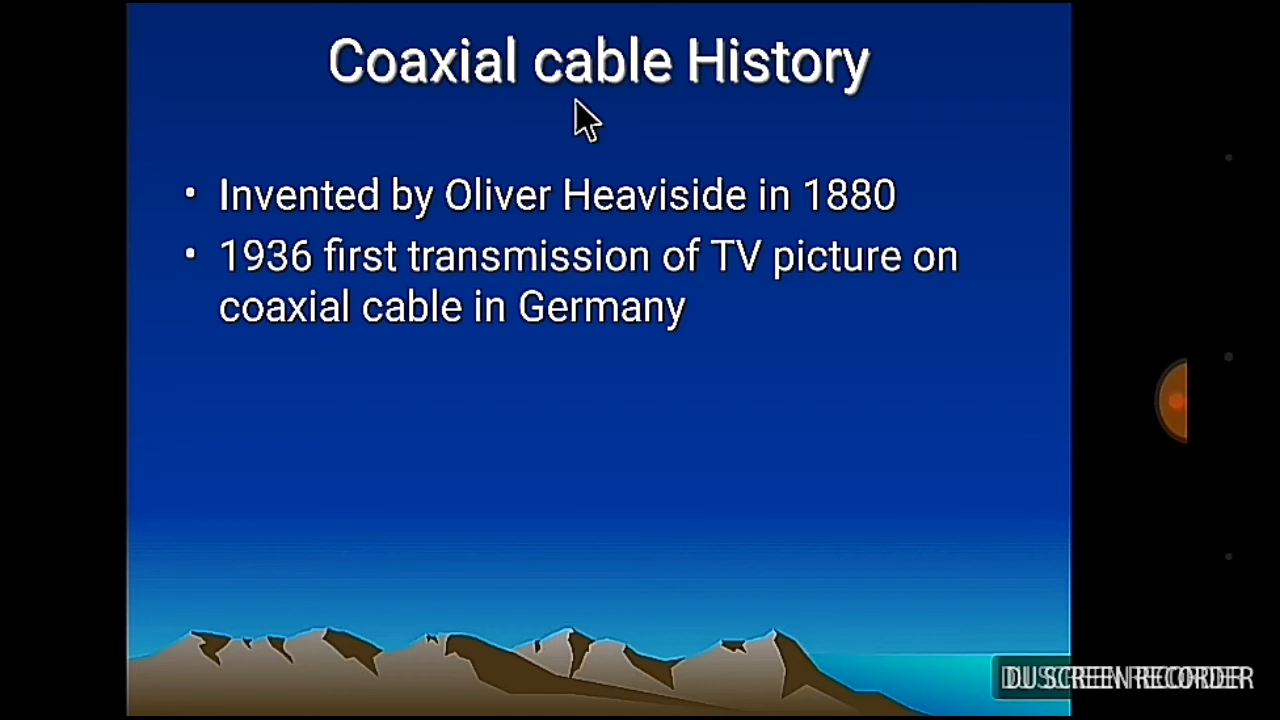 Coaxial cable History
• Invented by Oliver Heaviside in 1880
• 1936 first transmission of TV picture on
coaxial cable in Germany
DU SCREEN RECORDER